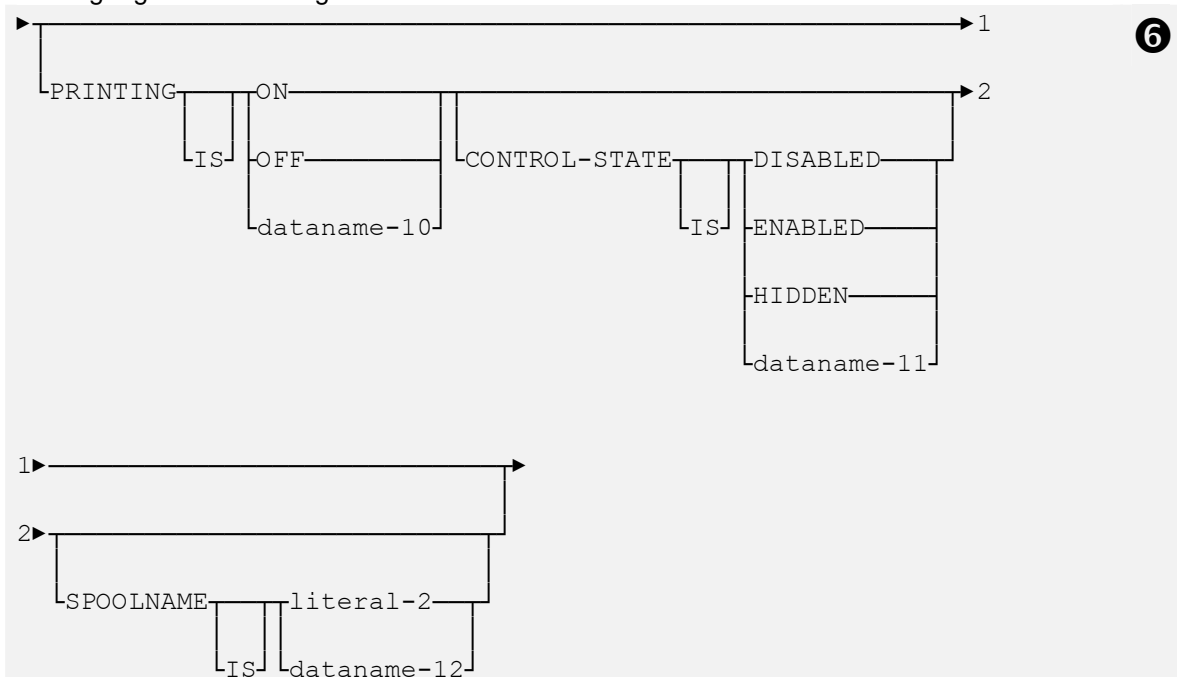 1
❻
PRINTING ON 2
IS OFF CONTROL-STATE DISABLED
dataname-10 IS ENABLED
HIDDEN
dataname-11
1
2
SPOOLNAME literal-2
IS dataname-12